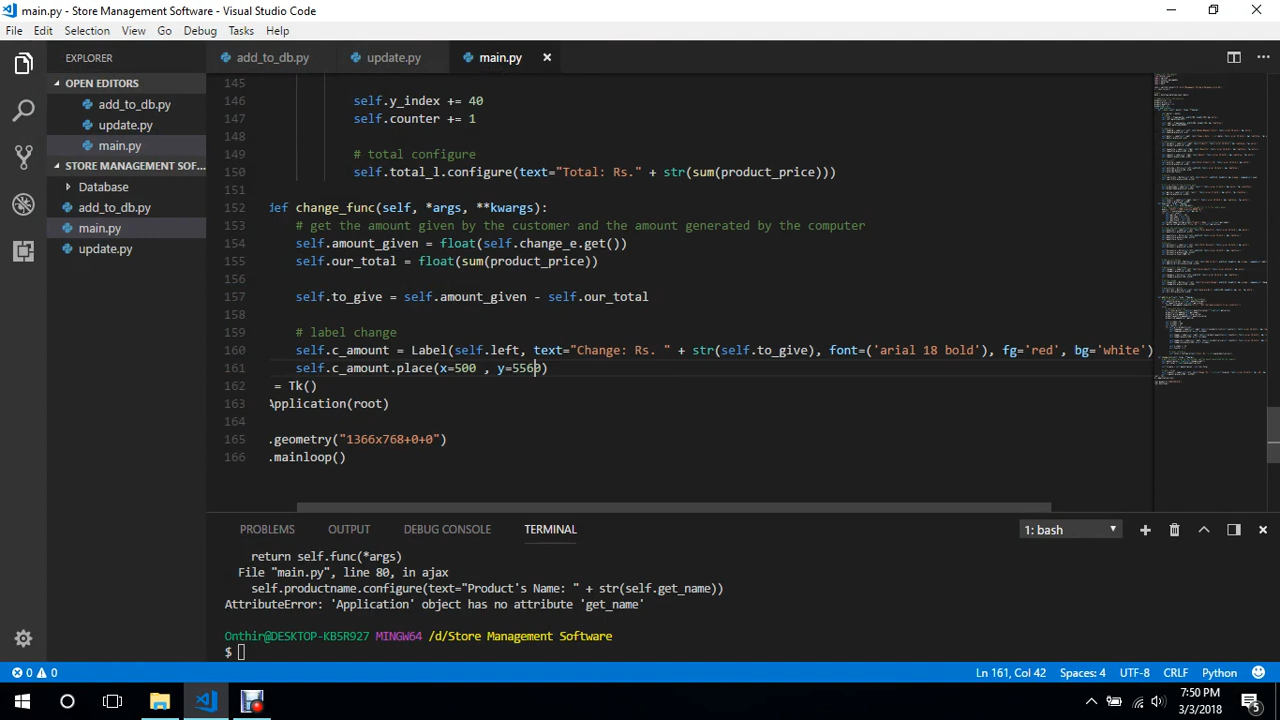 main.py - Store Management Software - Visual Studio Code
File Edit Selection View Go Debug Tasks Help
EXPLORER
add_to_db.py update.py main.py
OPEN EDITORS
add_to_db.py
update.py
main.py
STORE MANAGEMENT SOF...
Database
add_to_db.py
main.py
update.py
145
146 self.y_index += 40
147 self.counter += 1
148
149 # total configure
150 self.total_l.configure(text="Total: Rs." + str(sum(product_price)))
151
152 def change_func(self, *args, **kwargs):
153 # get the amount given by the customer and the amount generated by the computer
154 self.amount_given = float(self.change_e.get())
155 self.our_total = float(sum(product_price))
156
157 self.to_give = self.amount_given - self.our_total
158
159 # label change
160 self.c_amount = Label(self.left, text="Change: Rs. " + str(self.to_give), font=('arial 18 bold'), fg='red', bg='white')
161 self.c_amount.place(x= y=
162 = Tk()
163 Application(root)
164
165 .geometry("1366x768+0+0")
166 .mainloop()
PROBLEMS OUTPUT DEBUG CONSOLE TERMINAL 1: bash
return self.func(*args)
File "main.py", line 80, in ajax
self.productname.configure(text="Product's Name: " + str(self.get_name))
AttributeError: 'Application' object has no attribute 'get_name'
Onthir@DESKTOP-KB5R927 MINGW64 /d/Store Management Software
$
0 0 Ln 161, Col 42 Spaces: 4 UTF-8 CRLF Python
7:50 PM
3/3/2018
5